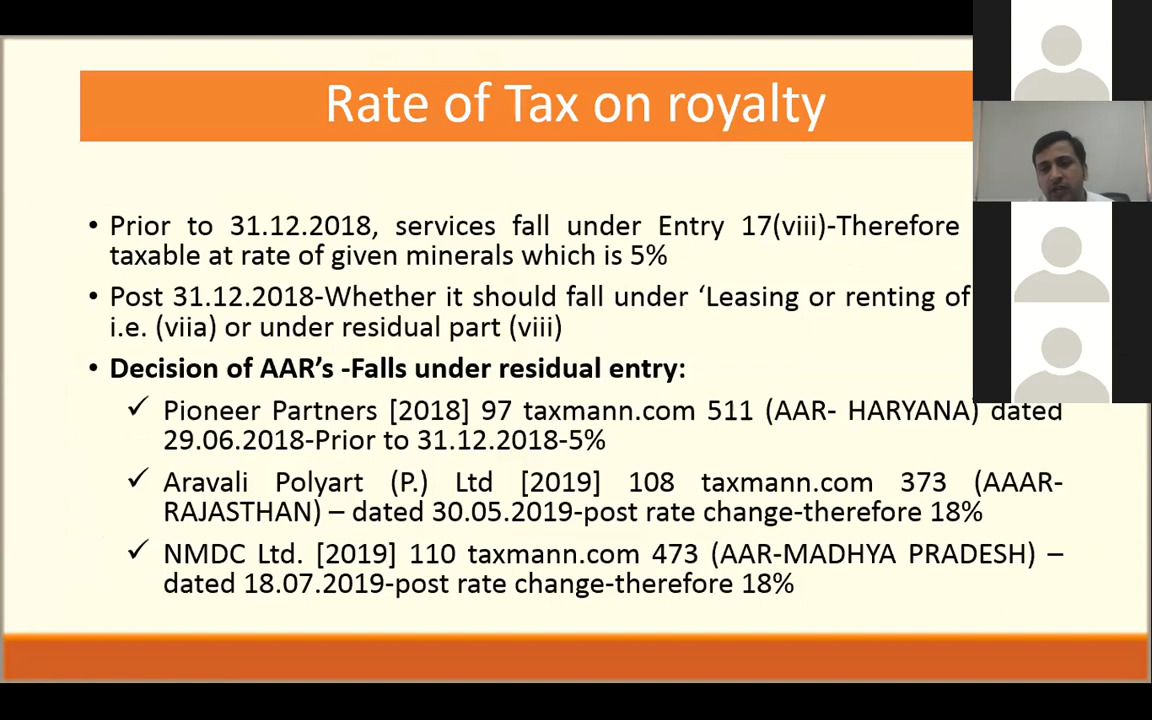 Rate of Tax on royalty
• Prior to 31.12.2018, services fall under Entry 17(viii)-Therefore
taxable at rate of given minerals which is 5%
• Post 31.12.2018-Whether it should fall under ‘Leasing or renting of
i.e. (viia) or under residual part (viii)
• Decision of AAR’s -Falls under residual entry:
✓ Pioneer Partners [2018] 97 taxmann.com 511 (AAR- HARYANA) dated
29.06.2018-Prior to 31.12.2018-5%
✓ Aravali Polyart (P.) Ltd [2019] 108 taxmann.com 373 (AAAR-
RAJASTHAN) – dated 30.05.2019-post rate change-therefore 18%
✓ NMDC Ltd. [2019] 110 taxmann.com 473 (AAR-MADHYA PRADESH) –
dated 18.07.2019-post rate change-therefore 18%